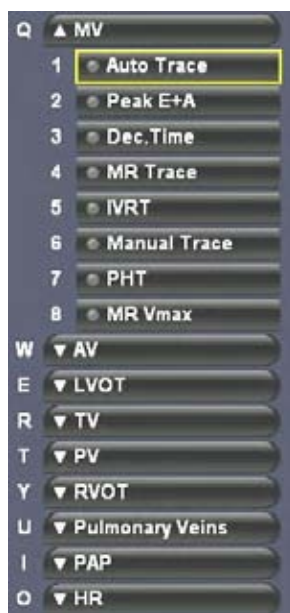 Q ▲ MV
1 Auto Trace
2 Peak E+A
3 Dec.Time
4 MR Trace
5 IVRT
6 Manual Trace
7 PHT
8 MR Vmax
W ▼ AV
E ▼ LVOT
R ▼ TV
T ▼ PV
Y ▼ RVOT
U ▼ Pulmonary Veins
I ▼ PAP
O ▼ HR